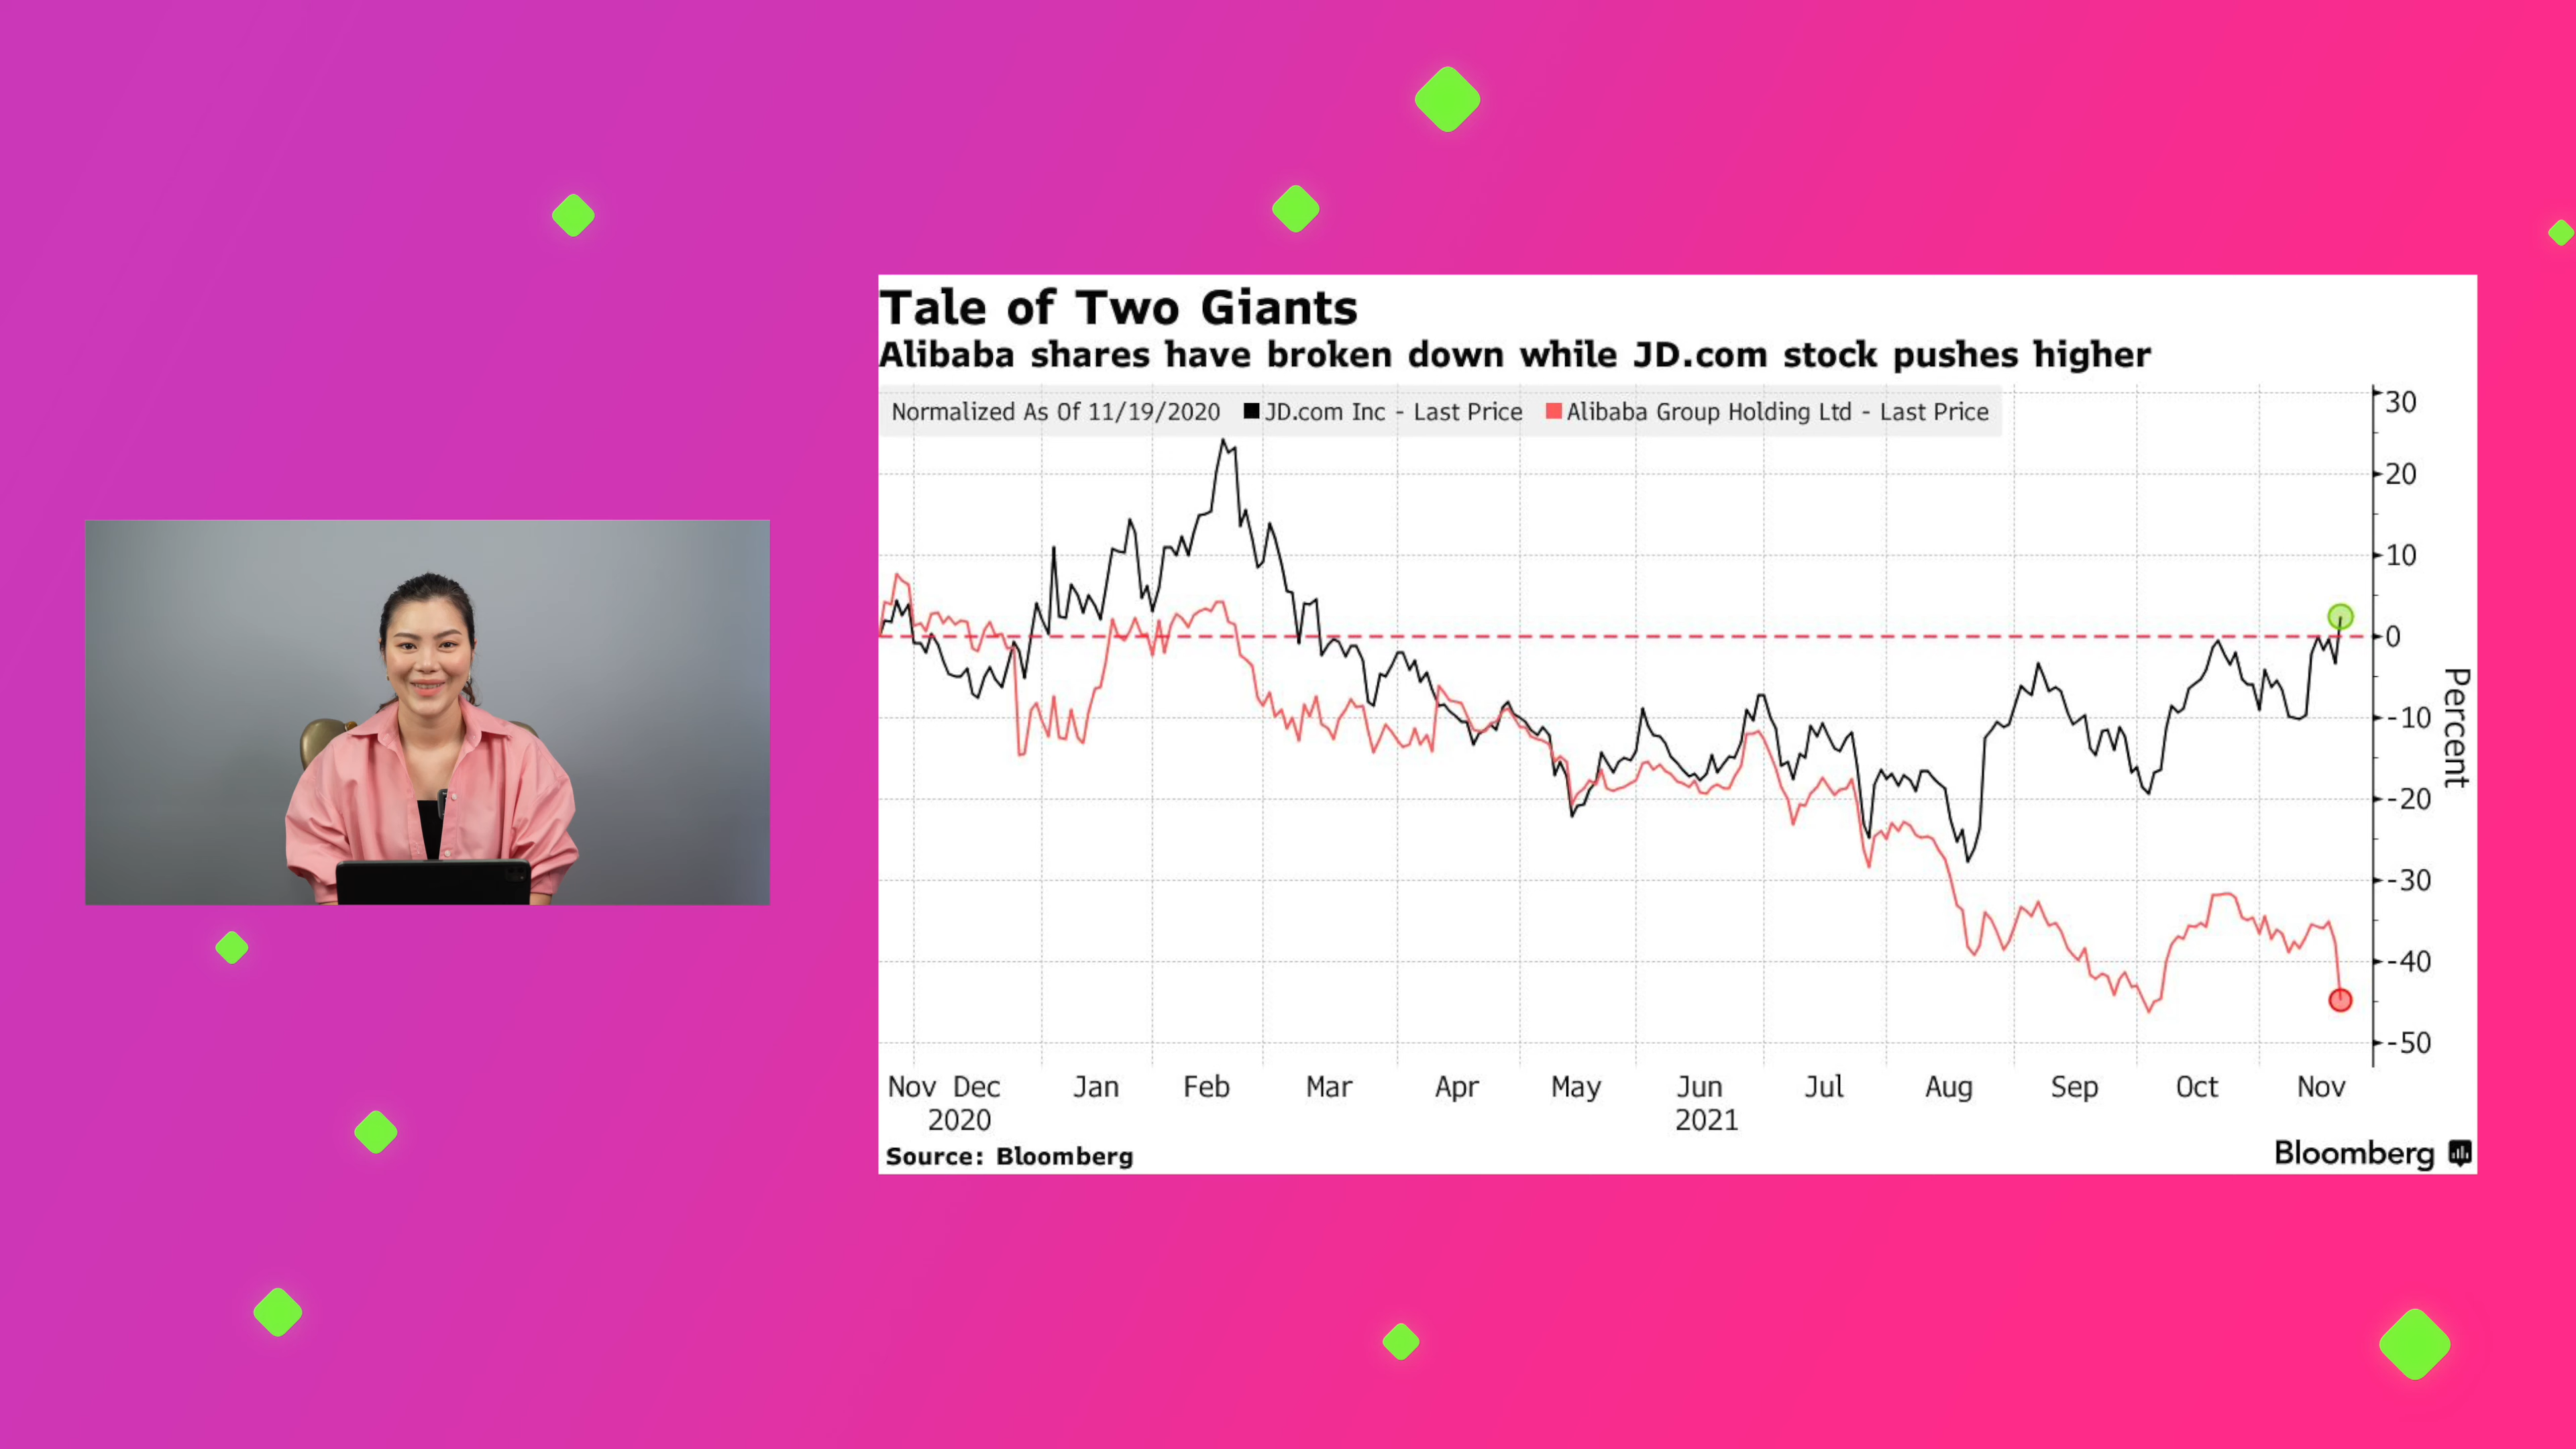 Tale of Two Giants
Alibaba shares have broken down while JD.com stock pushes higher
Normalized As Of 11/19/2020 JD.com Inc - Last Price Alibaba Group Holding Ltd - Last Price
30
20
10
0
-10
-20
-30
-40
-50
Percent
Nov Dec Jan Feb Mar Apr May Jun Jul Aug Sep Oct Nov
2020 2021
Source: Bloomberg
Bloomberg